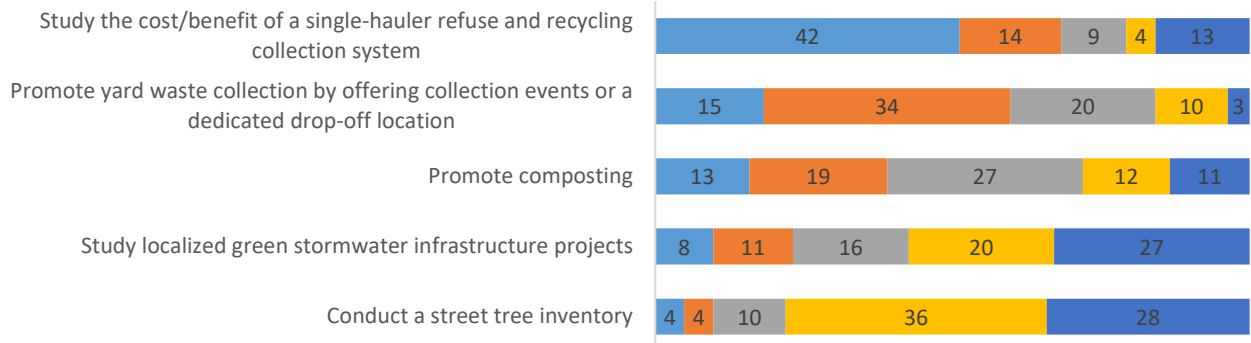 Study the cost/benefit of a single-hauler refuse and recycling
collection system
42 14 9 4 13
Promote yard waste collection by offering collection events or a
dedicated drop-off location
15 34 20 10 3
Promote composting
13 19 27 12 11
Study localized green stormwater infrastructure projects
8 11 16 20 27
Conduct a street tree inventory
4 4 10 36 28